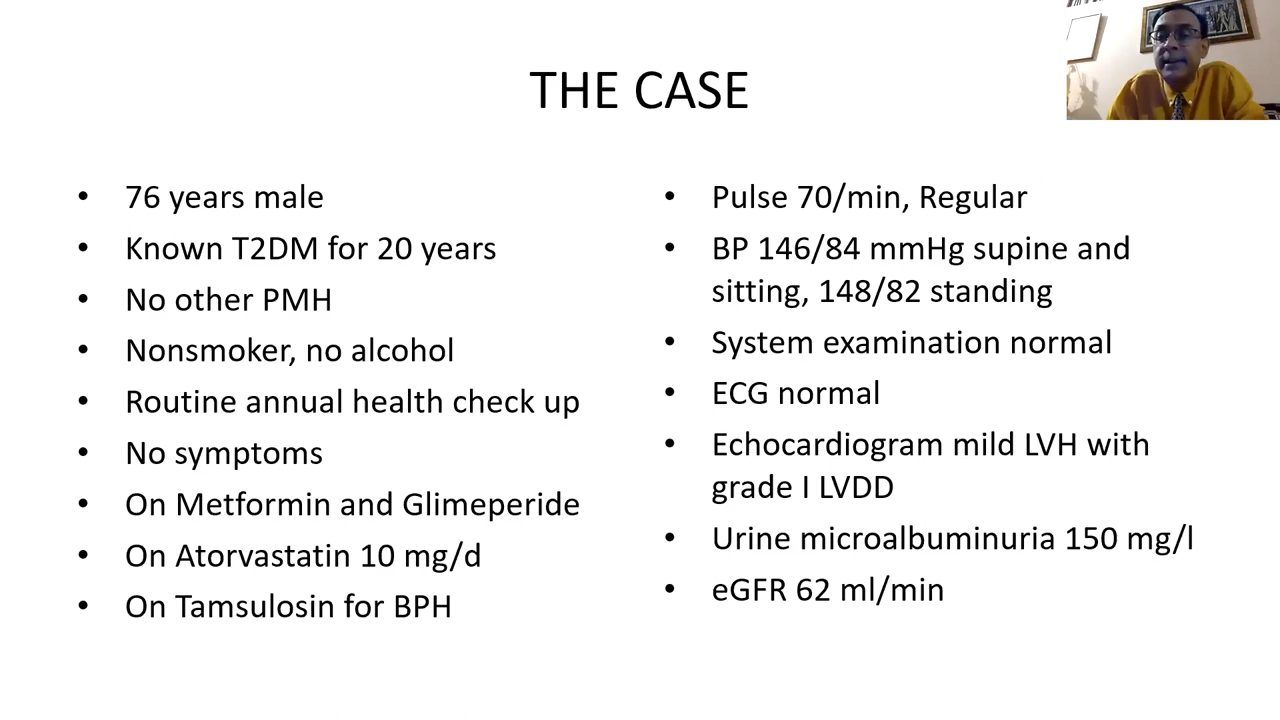 THE CASE
• 76 years male
• Known T2DM for 20 years
• No other PMH
• Nonsmoker, no alcohol
• Routine annual health check up
• No symptoms
• On Metformin and Glimeperide
• On Atorvastatin 10 mg/d
• On Tamsulosin for BPH
• Pulse 70/min, Regular
• BP 146/84 mmHg supine and
sitting, 148/82 standing
• System examination normal
• ECG normal
• Echocardiogram mild LVH with
grade I LVDD
• Urine microalbuminuria 150 mg/l
• eGFR 62 ml/min